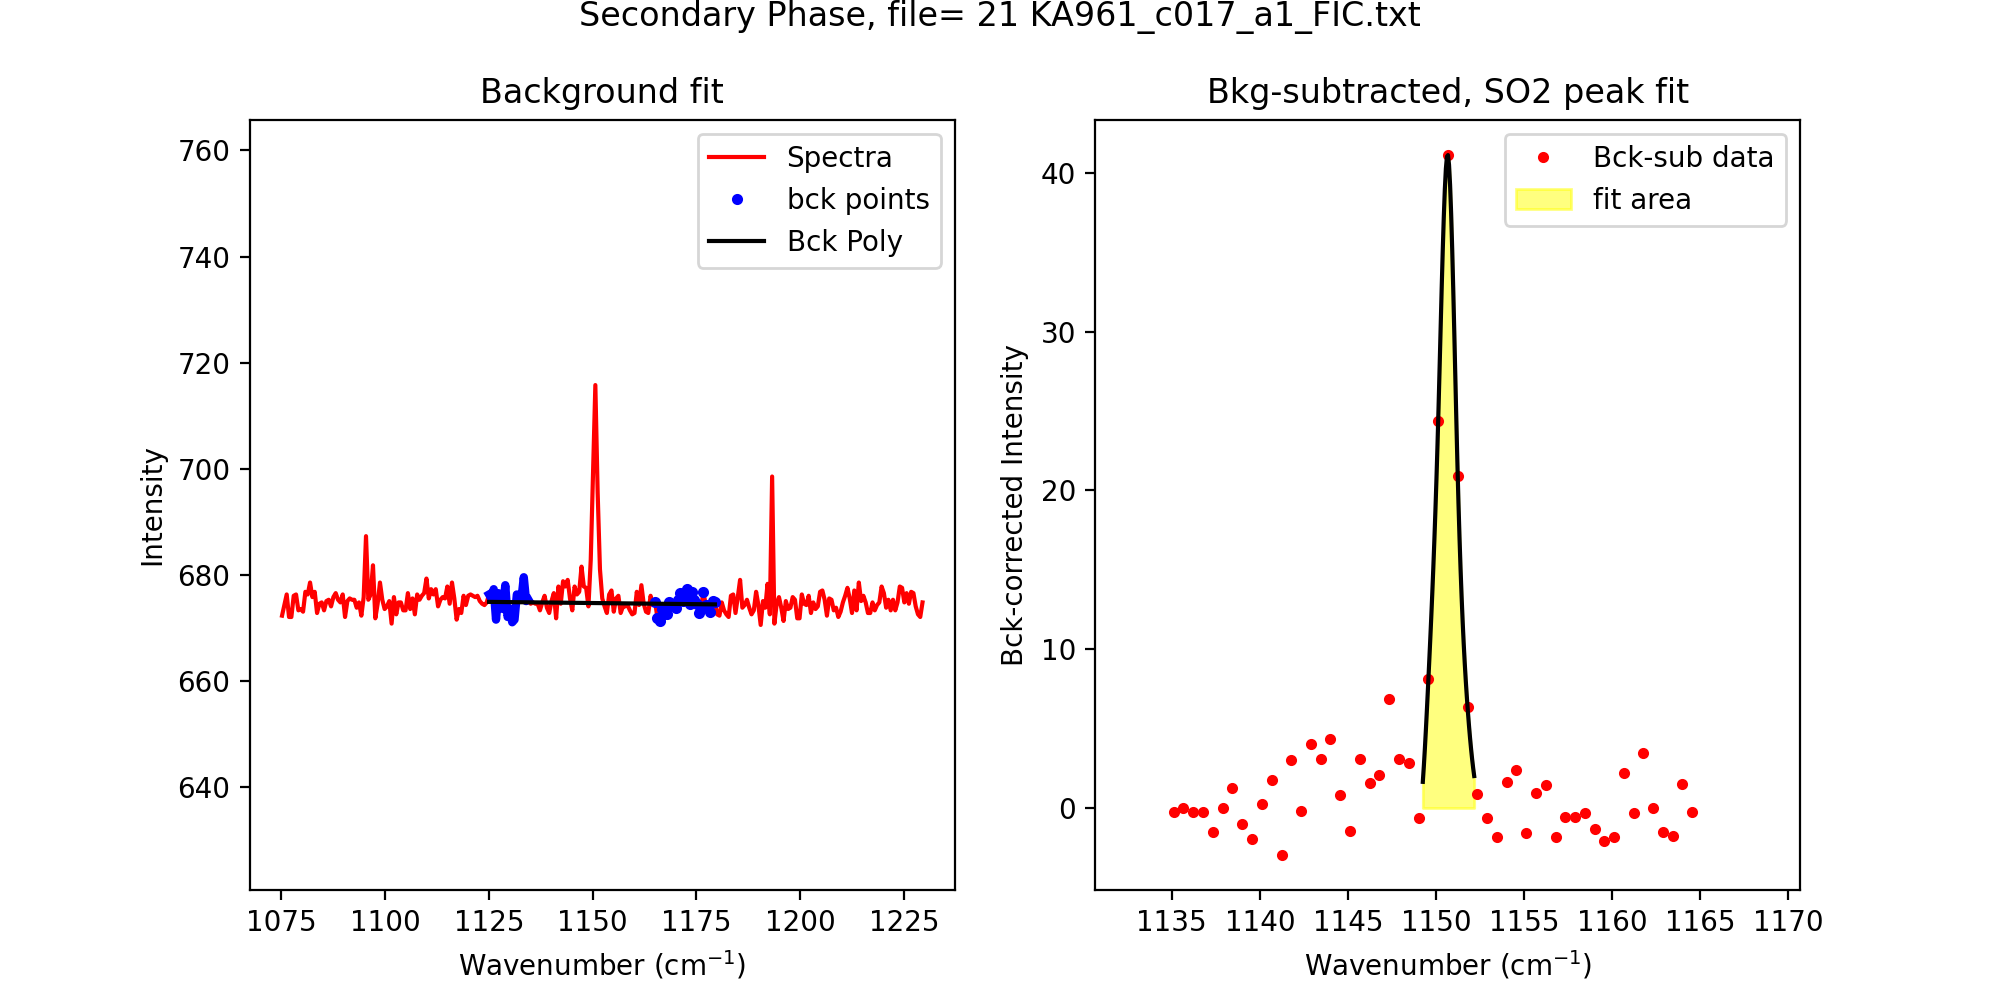 Secondary Phase, file= 21 KA961_c017_a1_FIC.txt
Background fit
760
740
720
700
680
660
640
Intensity
Spectra
bck points
Bck Poly
1075 1100 1125 1150 1175 1200 1225
Wavenumber (cm⁻¹)
Bkg-subtracted, SO2 peak fit
40
30
20
10
0
Bck-corrected Intensity
Bck-sub data
fit area
1135 1140 1145 1150 1155 1160 1165 1170
Wavenumber (cm⁻¹)